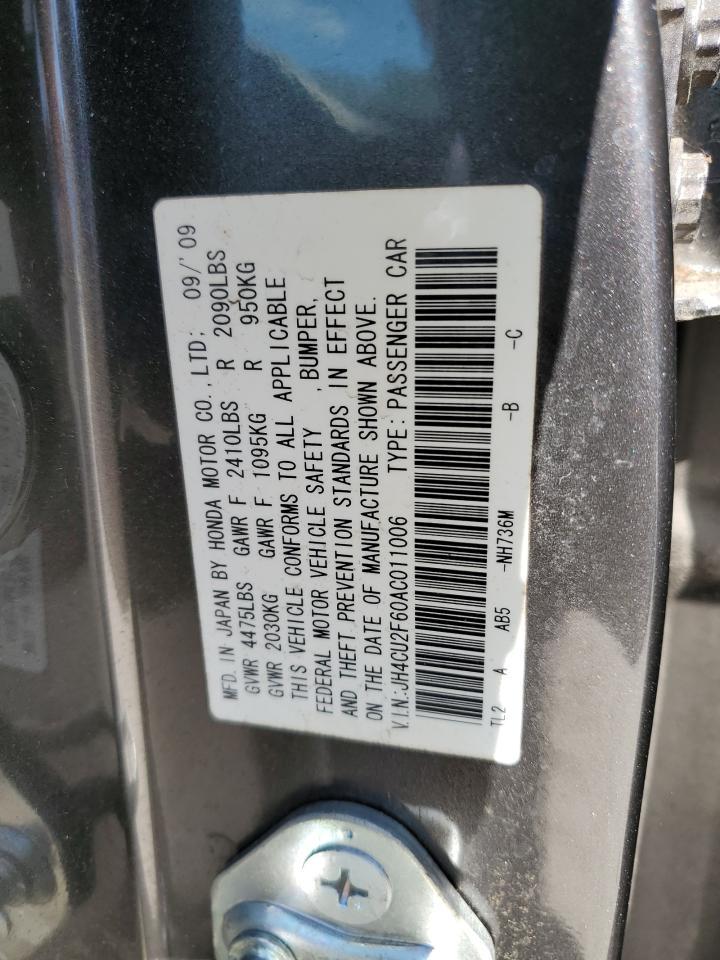 MFD. IN JAPAN BY HONDA MOTOR CO., LTD; 09/'09
GVWR 4475LBS GAWR F 2410LBS R 2090LBS
GVWR 2030KG GAWR F 1095KG R 950KG
THIS VEHICLE CONFORMS TO ALL APPLICABLE
FEDERAL MOTOR VEHICLE SAFETY , BUMPER,
AND THEFT PREVENTION STANDARDS IN EFFECT
ON THE DATE OF MANUFACTURE SHOWN ABOVE.
V.I.N.:JH4CU2F60AC011006 TYPE: PASSENGER CAR
TL2 A AB5 -NH736M -B -C